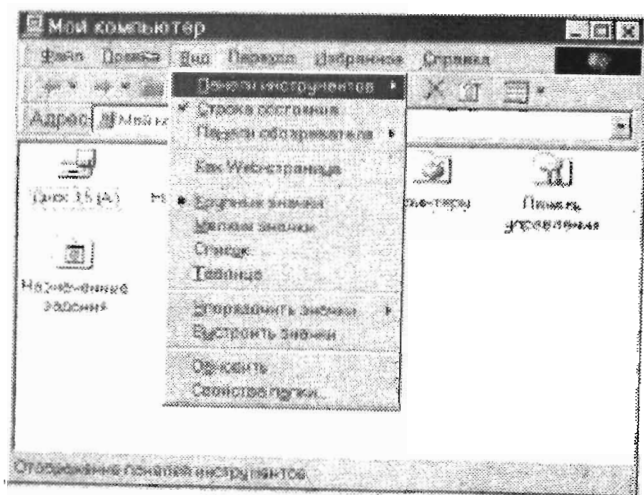 Мой компьютер
Файл Правка Вид Переход Избранное Справка
Панели инструментов
Адрес
Строка состояния
Панели обозревателя
Как Web-страница
Диск 3,5 (A:)
Крупные значки
Панель управления
Мелкие значки
Список
Таблица
Назначенные задания
Упорядочить значки
Выстроить значки
Обновить
Свойства папки...
Отображение панелей инструментов